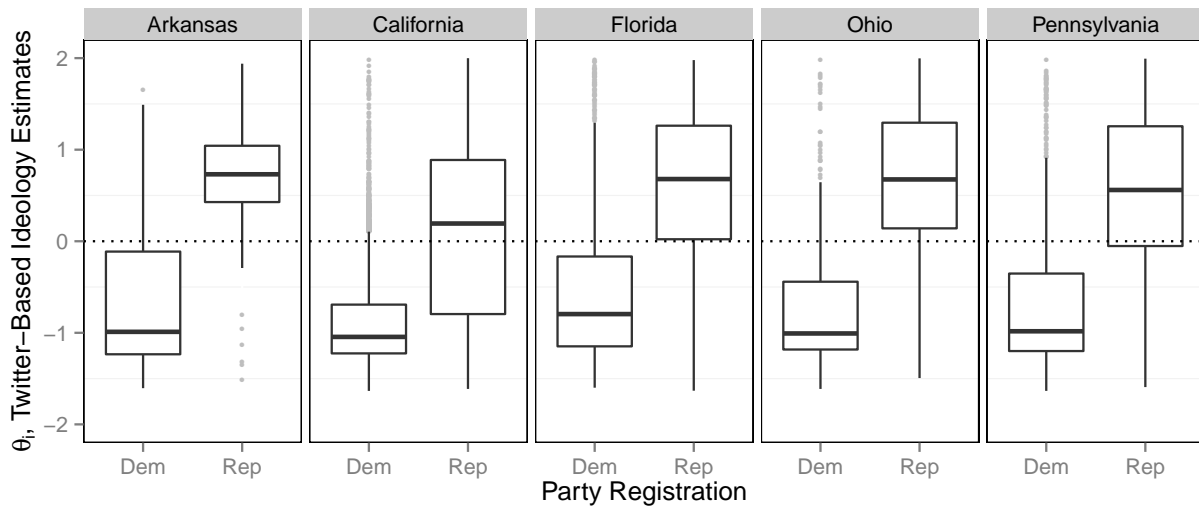 Arkansas California Florida Ohio Pennsylvania
θi, Twitter−Based Ideology Estimates
2
1
0
−1
−2
Dem Rep Dem Rep Dem Rep Dem Rep Dem Rep
Party Registration